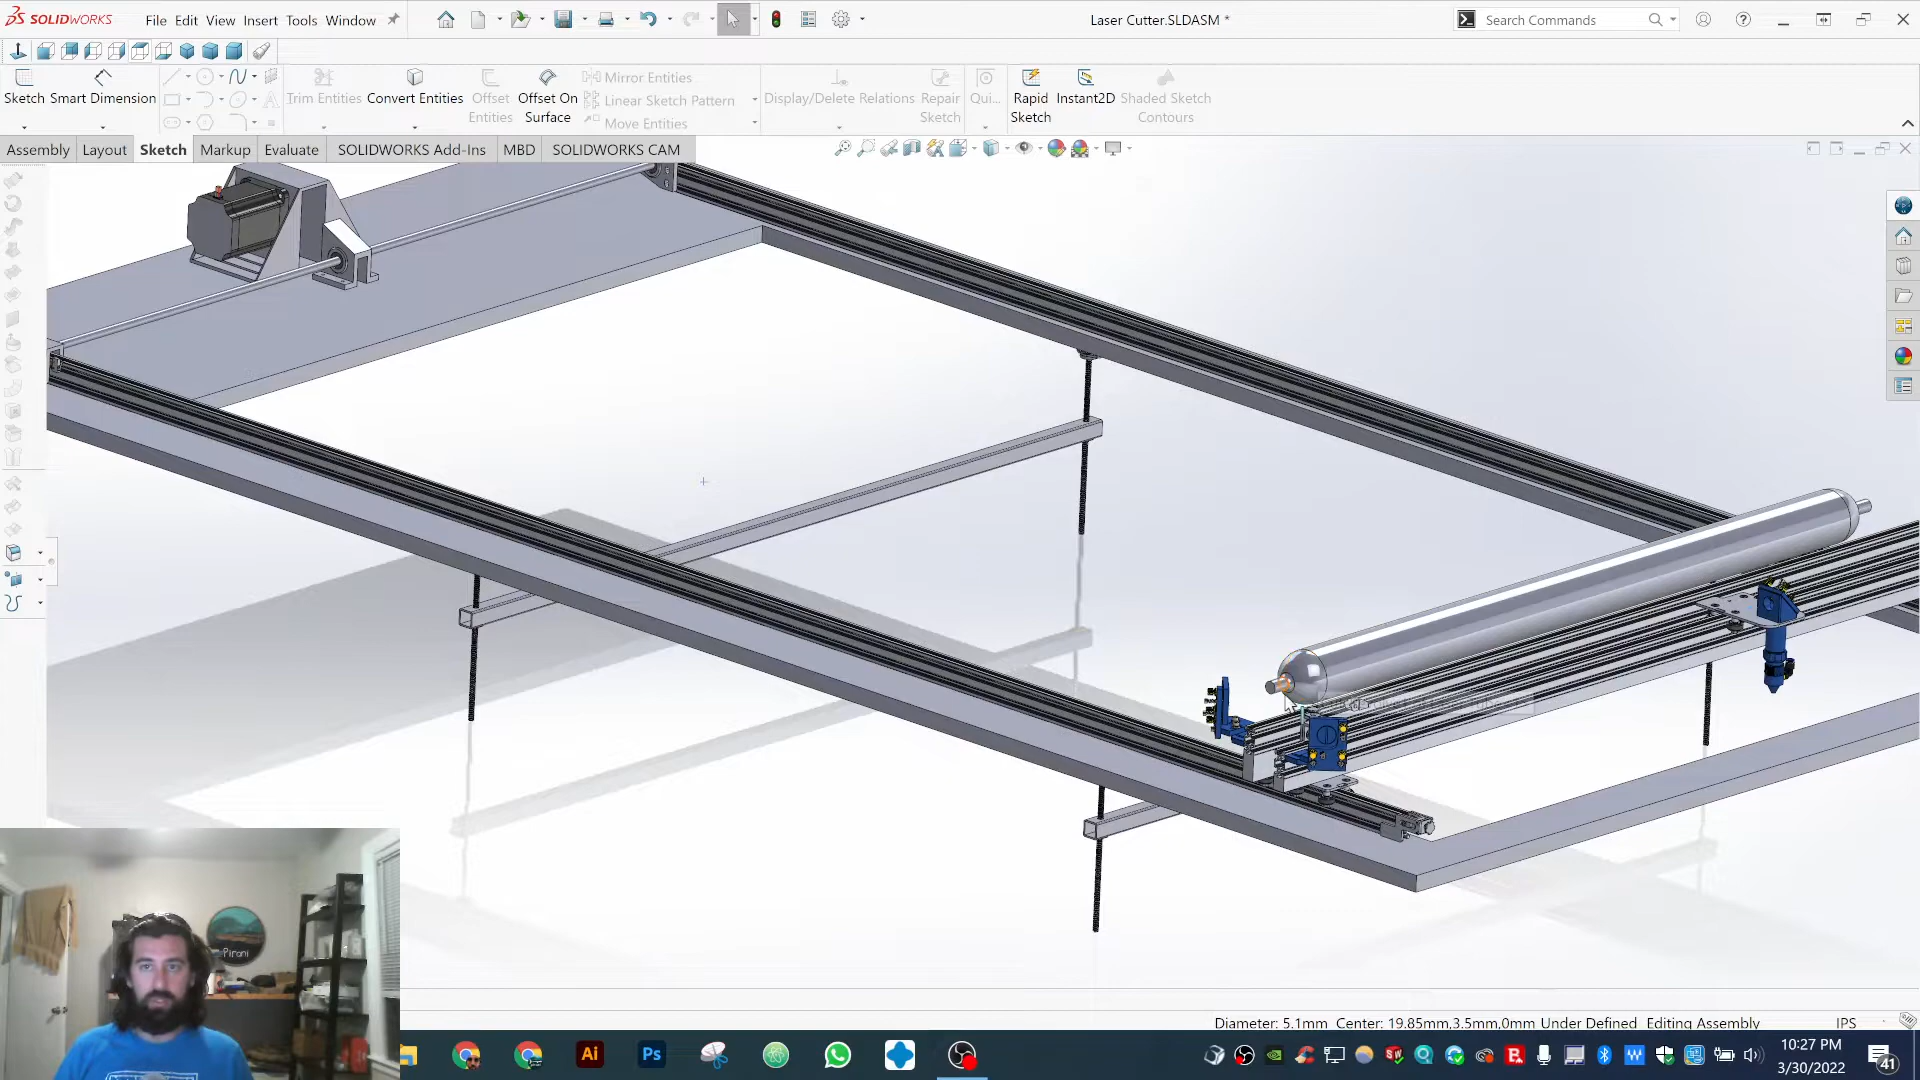 SOLIDWORKS File Edit View Insert Tools Window
Laser Cutter.SLDASM *
Search Commands
Sketch Smart Dimension
Trim Entities Convert Entities Offset Entities Offset On Surface
Mirror Entities
Linear Sketch Pattern
Move Entities
Display/Delete Relations Repair Sketch Qui... Rapid Sketch Instant2D Shaded Sketch Contours
Assembly Layout Sketch Markup Evaluate SOLIDWORKS Add-Ins MBD SOLIDWORKS CAM
Pirani
Diameter: 5.1mm Center: 19.85mm,3.5mm,0mm Under Defined Editing Assembly IPS
Ai Ps
10:27 PM
3/30/2022
41